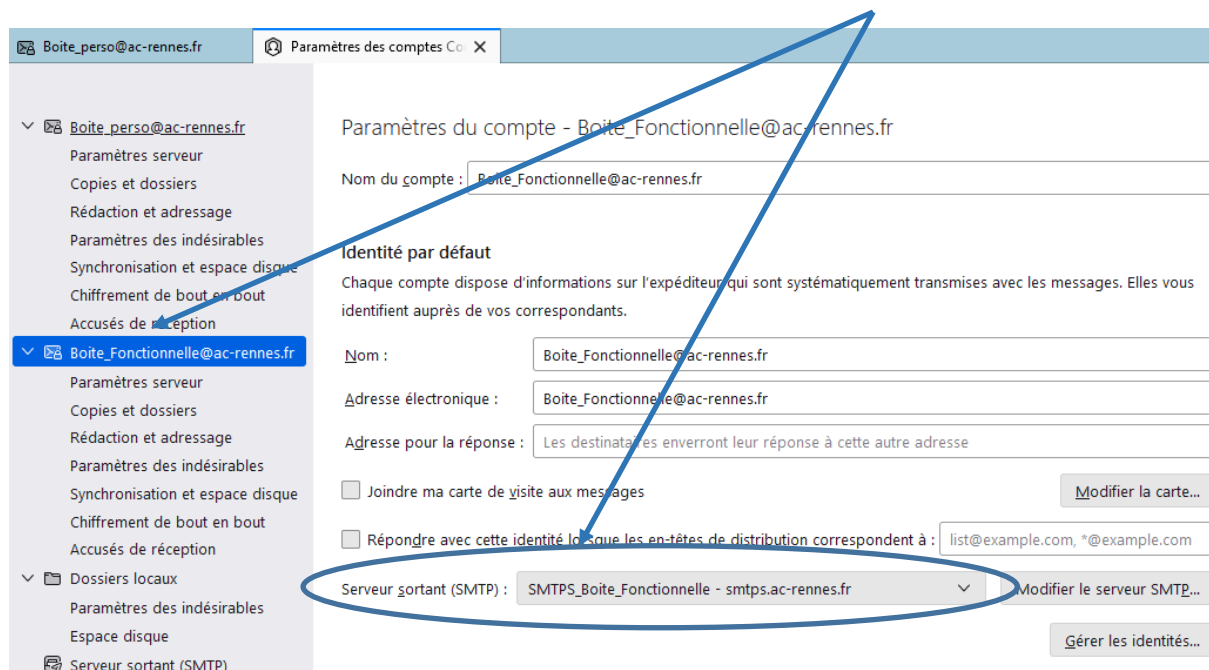 Boite_perso@ac-rennes.fr
Paramètres des comptes Co
Boite_perso@ac-rennes.fr
Paramètres serveur
Copies et dossiers
Rédaction et adressage
Paramètres des indésirables
Synchronisation et espace disque
Chiffrement de bout en bout
Accusés de réception
Boite_Fonctionnelle@ac-rennes.fr
Paramètres serveur
Copies et dossiers
Rédaction et adressage
Paramètres des indésirables
Synchronisation et espace disque
Chiffrement de bout en bout
Accusés de réception
Dossiers locaux
Paramètres des indésirables
Espace disque
Serveur sortant (SMTP)
Paramètres du compte - Boite_Fonctionnelle@ac-rennes.fr
Nom du compte : Boite_Fonctionnelle@ac-rennes.fr
Identité par défaut
Chaque compte dispose d'informations sur l'expéditeur qui sont systématiquement transmises avec les messages. Elles vous
identifient auprès de vos correspondants.
Nom : Boite_Fonctionnelle@ac-rennes.fr
Adresse électronique : Boite_Fonctionnelle@ac-rennes.fr
Adresse pour la réponse : Les destinataires enverront leur réponse à cette autre adresse
Joindre ma carte de visite aux messages Modifier la carte...
Répondre avec cette identité lorsque les en-têtes de distribution correspondent à : list@example.com, *@example.com
Serveur sortant (SMTP) : SMTPS_Boite_Fonctionnelle - smtps.ac-rennes.fr Modifier le serveur SMTP...
Gérer les identités...